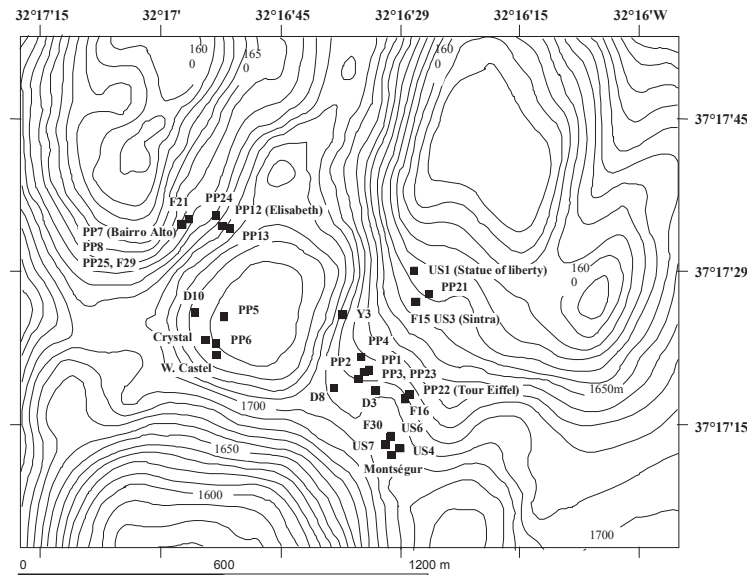 32°17'15
32°17'
32°16'45
32°16'29
32°16'15
32°16'W
160
0
165
0
160
0
37°17'45
F21
PP24
PP12 (Elisabeth)
PP7 (Bairro Alto)
PP13
PP8
PP25, F29
US1 (Statue of liberty)
37°17'29
160
0
PP21
D10
PP5
Y3
F15 US3 (Sintra)
Crystal
PP6
PP4
W. Castel
PP2
PP1
PP3, PP23
PP22 (Tour Eiffel)
1650m
D8
D3
F16
1700
F30
US6
37°17'15
1650
US7
US4
Montségur
1600
1700
0
600
1200 m